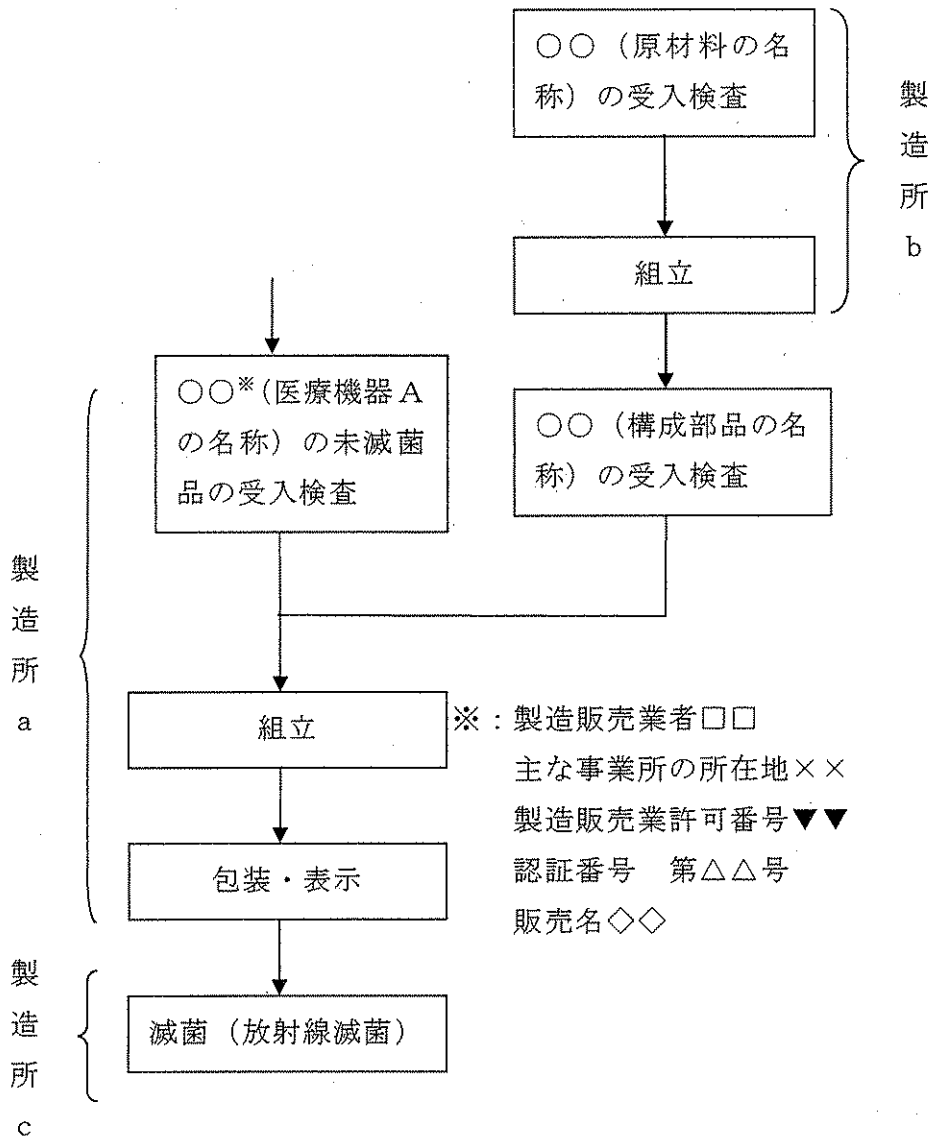 ○○（原材料の名
称）の受入検査
製造所b
組立
○○※(医療機器A
の名称）の未滅菌
品の受入検査
○○（構成部品の名
称）の受入検査
製造所a
組立
※：製造販売業者□□
主な事業所の所在地××
製造販売業許可番号▼▼
認証番号　第△△号
販売名◇◇
包装・表示
製造所c
滅菌（放射線滅菌）